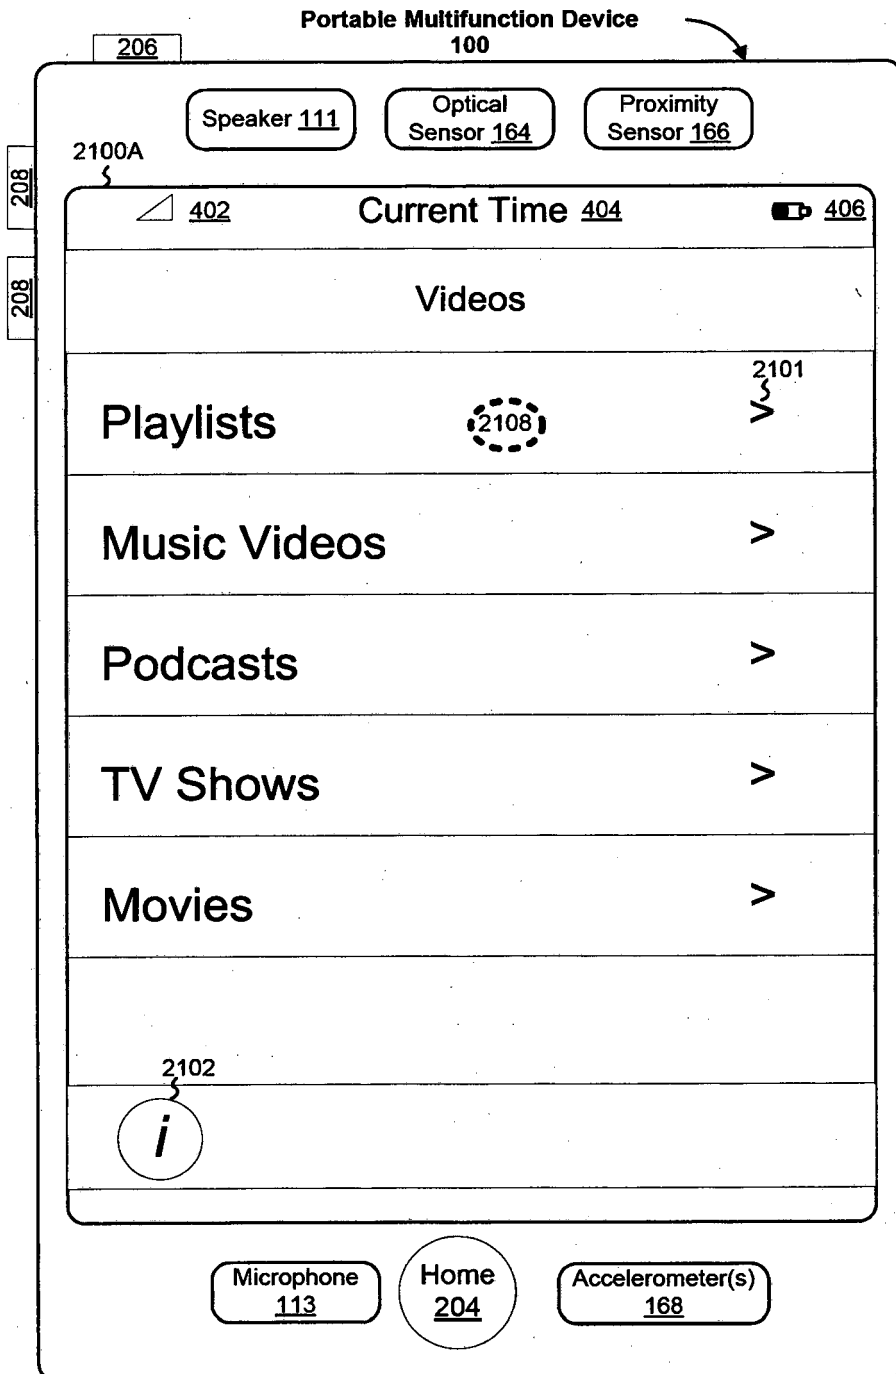 Portable Multifunction Device
100
206
Speaker 111
Optical
Sensor 164
Proximity
Sensor 166
2100A
208
208
402
Current Time 404
406
Videos
2101
Playlists
2108
>
Music Videos
>
Podcasts
>
TV Shows
>
Movies
>
2102
i
Microphone
113
Home
204
Accelerometer(s)
168